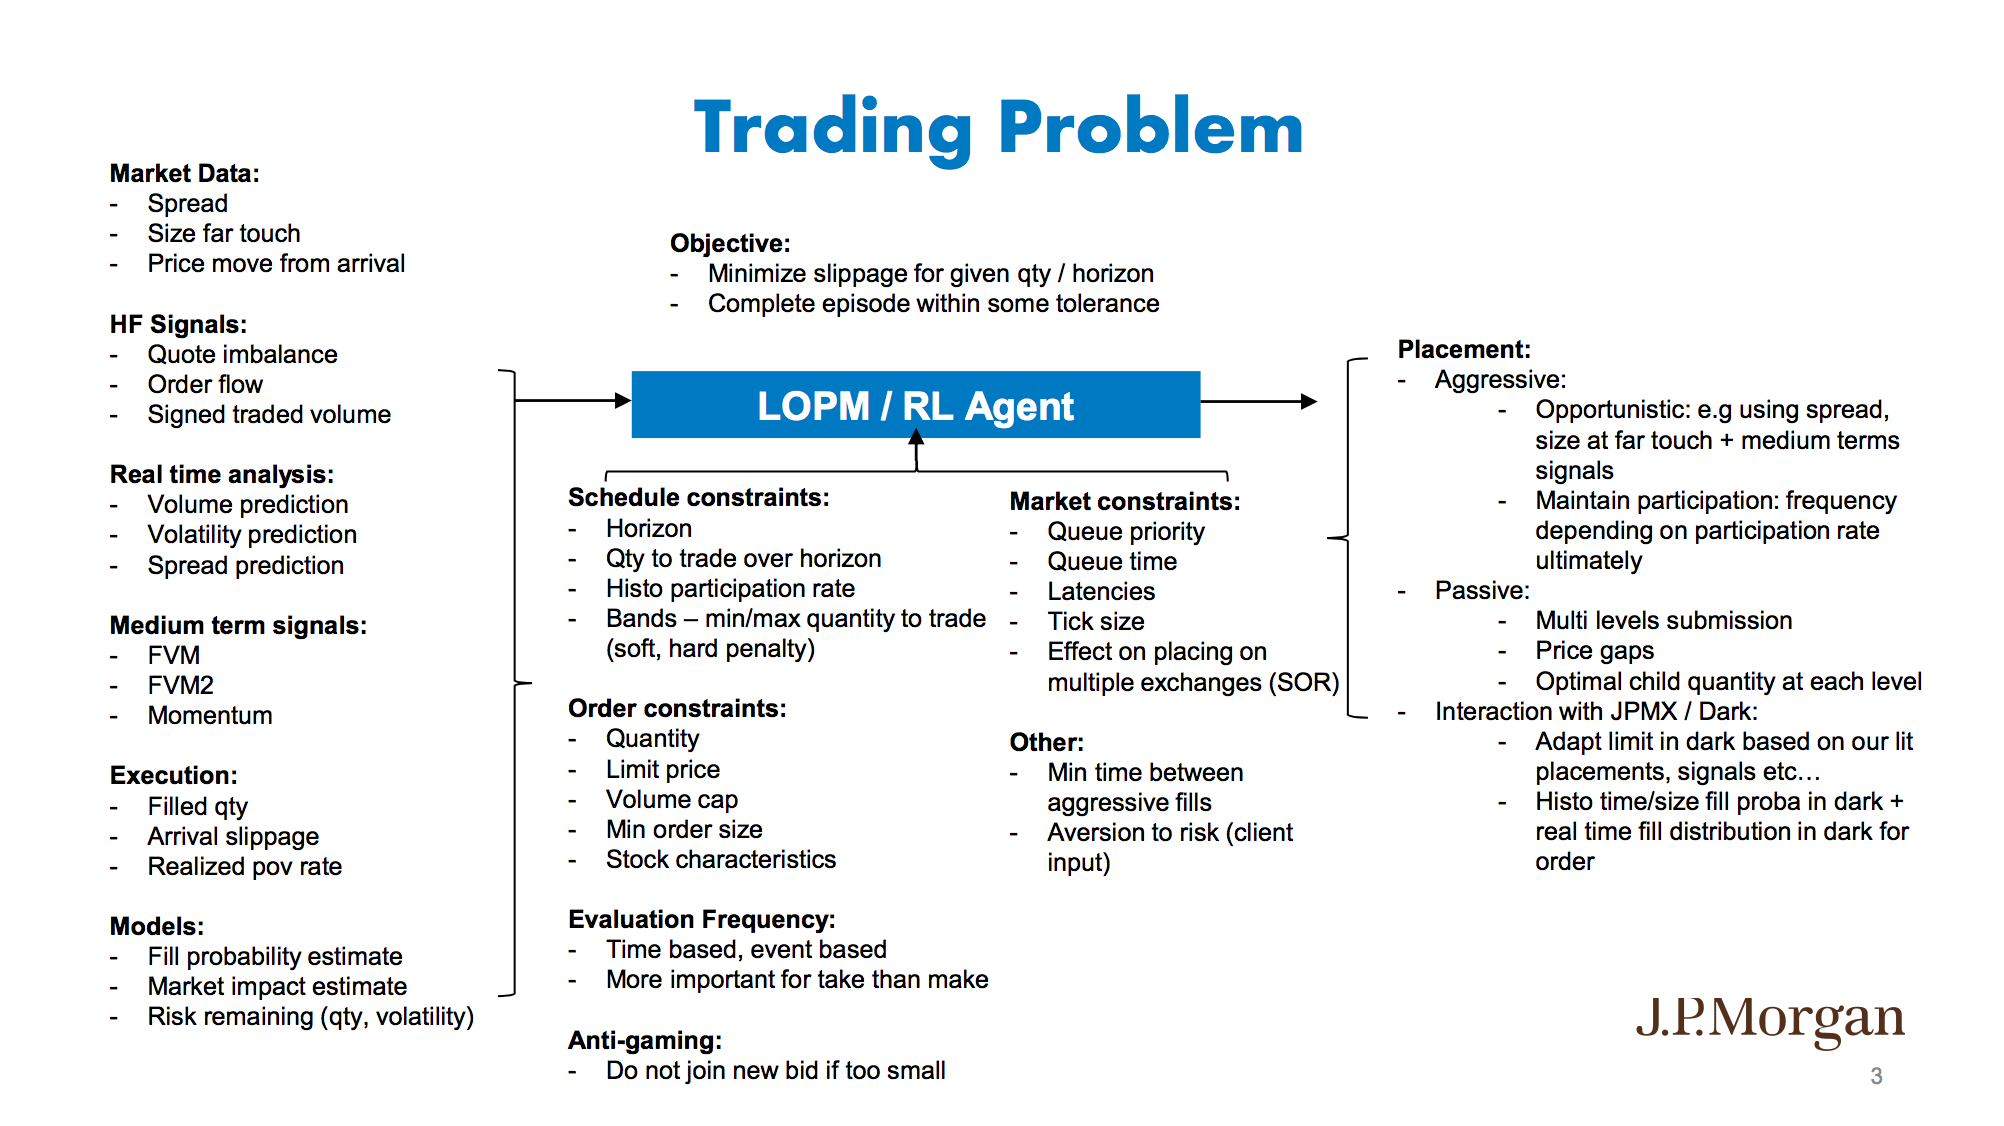 Trading Problem
Market Data:
- Spread
- Size far touch
- Price move from arrival
HF Signals:
- Quote imbalance
- Order flow
- Signed traded volume
Real time analysis:
- Volume prediction
- Volatility prediction
- Spread prediction
Medium term signals:
- FVM
- FVM2
- Momentum
Execution:
- Filled qty
- Arrival slippage
- Realized pov rate
Models:
- Fill probability estimate
- Market impact estimate
- Risk remaining (qty, volatility)
Objective:
- Minimize slippage for given qty / horizon
- Complete episode within some tolerance
LOPM / RL Agent
Schedule constraints:
- Horizon
- Qty to trade over horizon
- Histo participation rate
- Bands – min/max quantity to trade
(soft, hard penalty)
Order constraints:
- Quantity
- Limit price
- Volume cap
- Min order size
- Stock characteristics
Evaluation Frequency:
- Time based, event based
- More important for take than make
Anti-gaming:
- Do not join new bid if too small
Market constraints:
- Queue priority
- Queue time
- Latencies
- Tick size
- Effect on placing on
multiple exchanges (SOR)
Other:
- Min time between
aggressive fills
- Aversion to risk (client
input)
Placement:
- Aggressive:
- Opportunistic: e.g using spread,
size at far touch + medium terms
signals
- Maintain participation: frequency
depending on participation rate
ultimately
- Passive:
- Multi levels submission
- Price gaps
- Optimal child quantity at each level
- Interaction with JPMX / Dark:
- Adapt limit in dark based on our lit
placements, signals etc…
- Histo time/size fill proba in dark +
real time fill distribution in dark for
order
J.P.Morgan
3